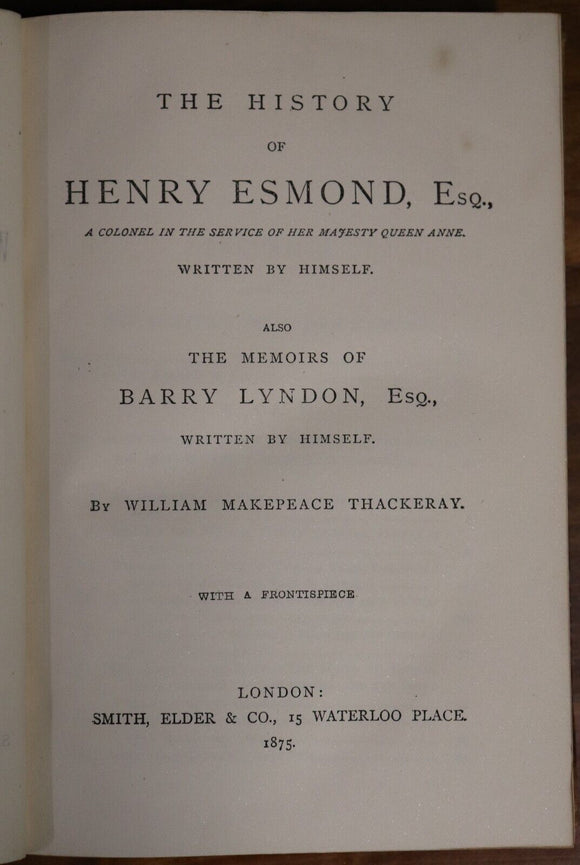 THE HISTORY
OF
HENRY ESMOND, Esq.,
A COLONEL IN THE SERVICE OF HER MAJESTY QUEEN ANNE.
WRITTEN BY HIMSELF.
ALSO
THE MEMOIRS OF
BARRY LYNDON, Esq.,
WRITTEN BY HIMSELF.
By WILLIAM MAKEPEACE THACKERAY.
WITH A FRONTISPIECE
LONDON:
SMITH, ELDER & CO., 15 WATERLOO PLACE.
1875.